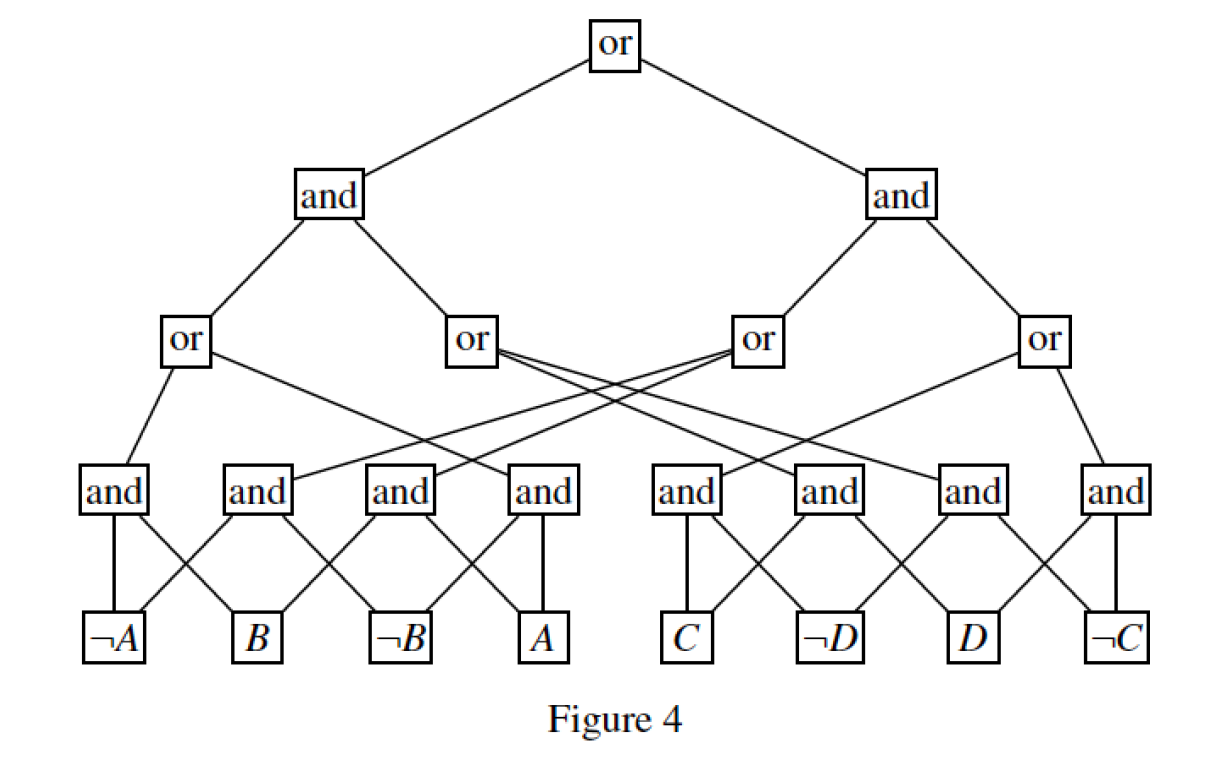 or
and and
or or or or
and and and and and and and and
¬A B ¬B A C ¬D D ¬C
Figure 4